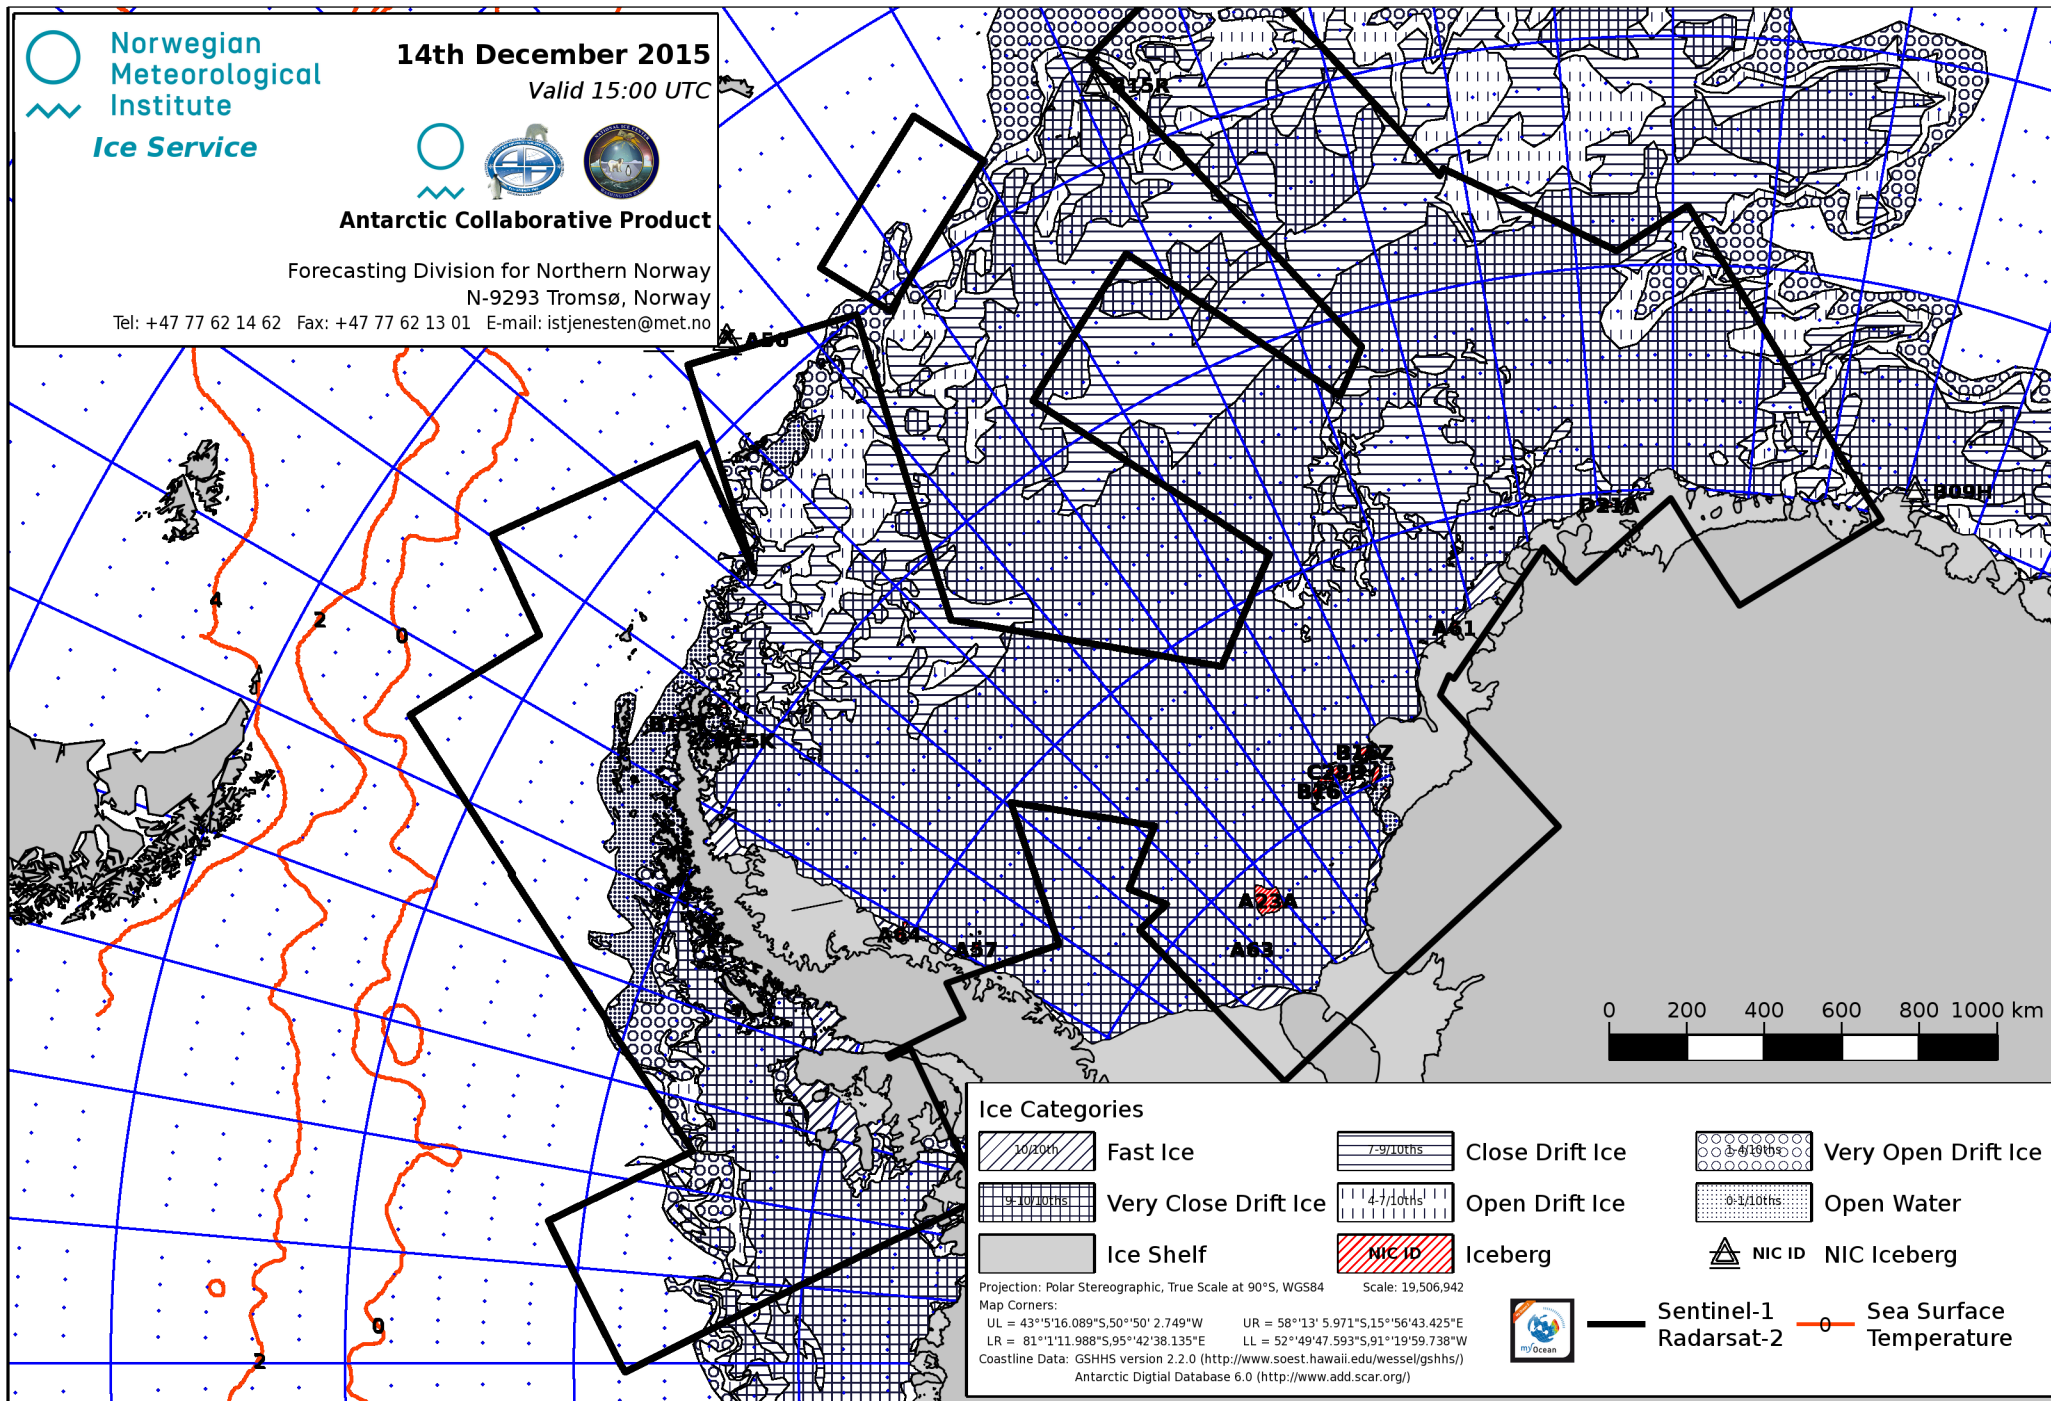 Norwegian
Meteorological
Institute
Ice Service
14th December 2015
Valid 15:00 UTC
Antarctic Collaborative Product
Forecasting Division for Northern Norway
N-9293 Tromsø, Norway
Tel: +47 77 62 14 62 Fax: +47 77 62 13 01 E-mail: istjenesten@met.no
B15R
A56
B09H
D21A
4
2
0
A61
B15K
B15Z
C28B
B16
A23A
A64
A67
A63
0 200 400 600 800 1000 km
0
2
Ice Categories
10/10th Fast Ice
7-9/10ths Close Drift Ice
1-4/10ths Very Open Drift Ice
9-10/10ths Very Close Drift Ice
4-7/10ths Open Drift Ice
0-1/10ths Open Water
Ice Shelf
NIC ID Iceberg
NIC ID NIC Iceberg
Projection: Polar Stereographic, True Scale at 90°S, WGS84 Scale: 19,506,942
Map Corners:
UL = 43°'5'16.089"S,50°'50' 2.749"W UR = 58°'13' 5.971"S,15°'56'43.425"E
LR = 81°'1'11.988"S,95°'42'38.135"E LL = 52°'49'47.593"S,91°'19'59.738"W
Coastline Data: GSHHS version 2.2.0 (http://www.soest.hawaii.edu/wessel/gshhs/)
Antarctic Digtial Database 6.0 (http://www.add.scar.org/)
my Ocean
Sentinel-1
Radarsat-2
0 Sea Surface
Temperature